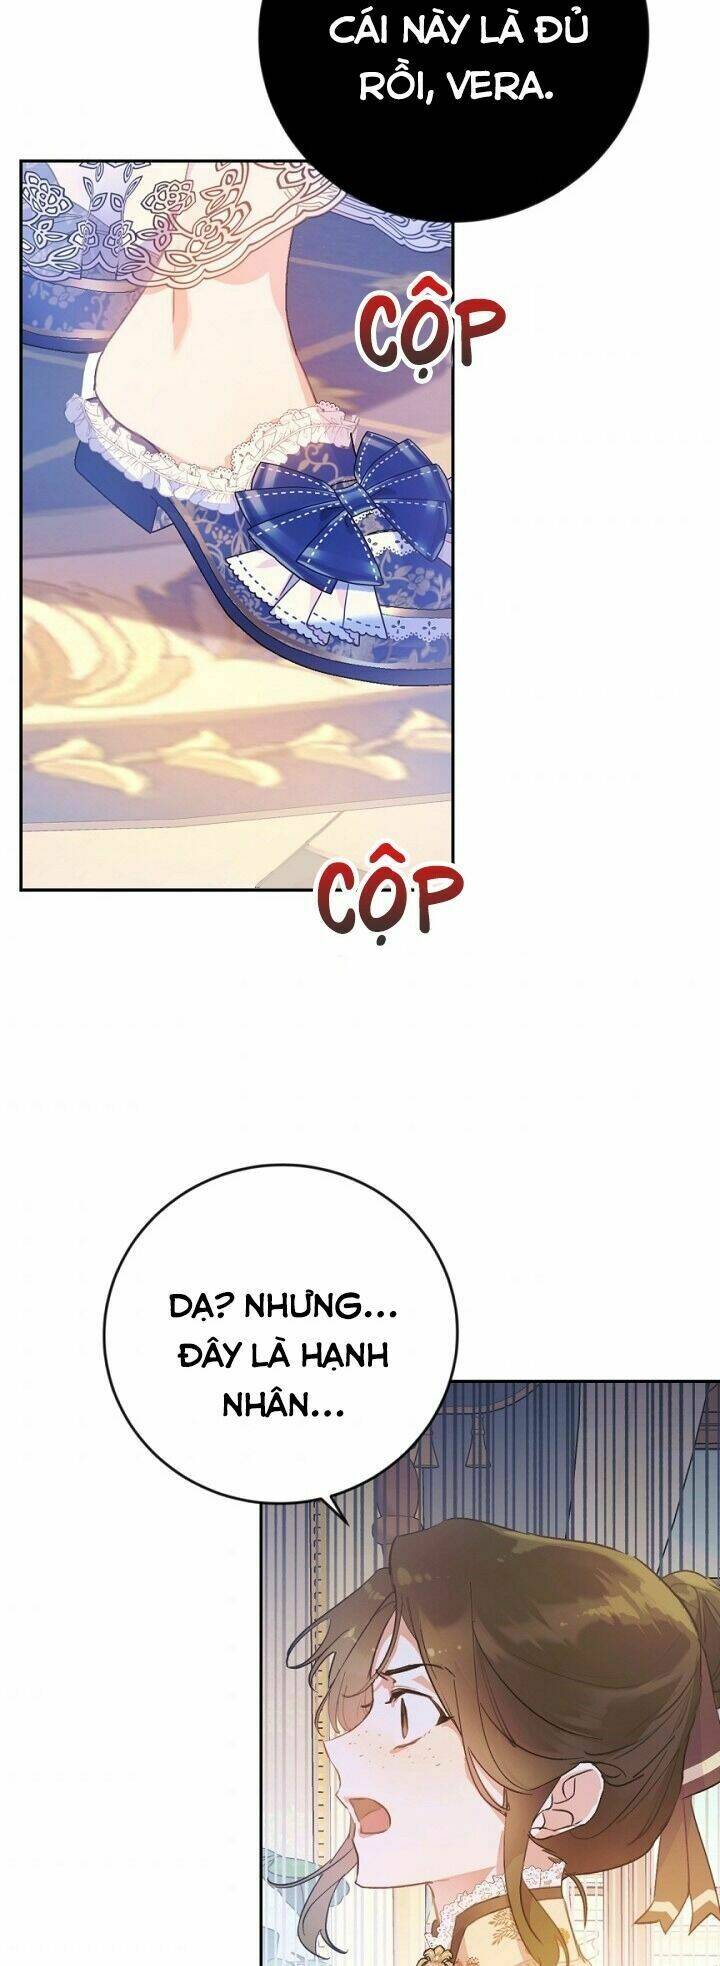 CÁI NÀY LÀ ĐỦ
RỒI, VERA.
CỘP
CỘP
DẠ? NHƯNG...
ĐÂY LÀ HẠNH
NHÂN...